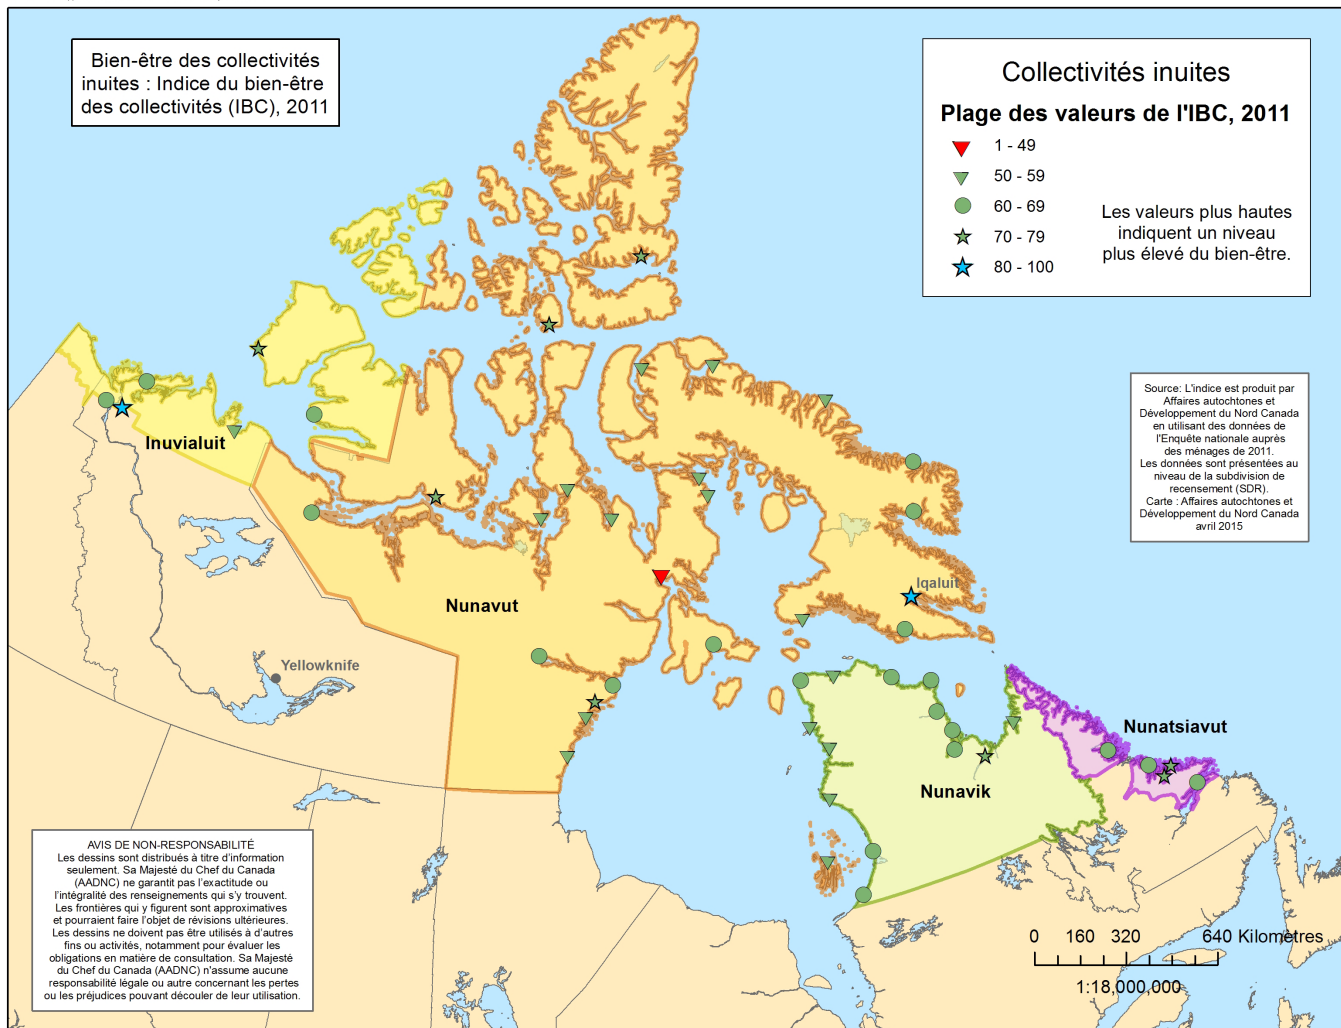 Bien-être des collectivités
inuites : Indice du bien-être
des collectivités (IBC), 2011
Collectivités inuites
Plage des valeurs de l'IBC, 2011
1 - 49
50 - 59
60 - 69
70 - 79
80 - 100
Les valeurs plus hautes
indiquent un niveau
plus élevé du bien-être.
Source: L'indice est produit par
Affaires autochtones et
Développement du Nord Canada
en utilisant des données de
l'Enquête nationale auprès
des ménages de 2011.
Les données sont présentées au
niveau de la subdivision de
recensement (SDR).
Carte : Affaires autochtones et
Développement du Nord Canada
avril 2015
Inuvialuit
Nunavut
Iqaluit
Yellowknife
Nunatsiavut
Nunavik
AVIS DE NON-RESPONSABILITÉ
Les dessins sont distribués à titre d'information
seulement. Sa Majesté du Chef du Canada
(AADNC) ne garantit pas l'exactitude ou
l'intégralité des renseignements qui s'y trouvent.
Les frontières qui y figurent sont approximatives
et pourraient faire l'objet de révisions ultérieures.
Les dessins ne doivent pas être utilisés à d'autres
fins ou activités, notamment pour évaluer les
obligations en matière de consultation. Sa Majesté
du Chef du Canada (AADNC) n'assume aucune
responsabilité légale ou autre concernant les pertes
ou les préjudices pouvant découler de leur utilisation.
0 160 320 640 Kilomètres
1:18,000,000